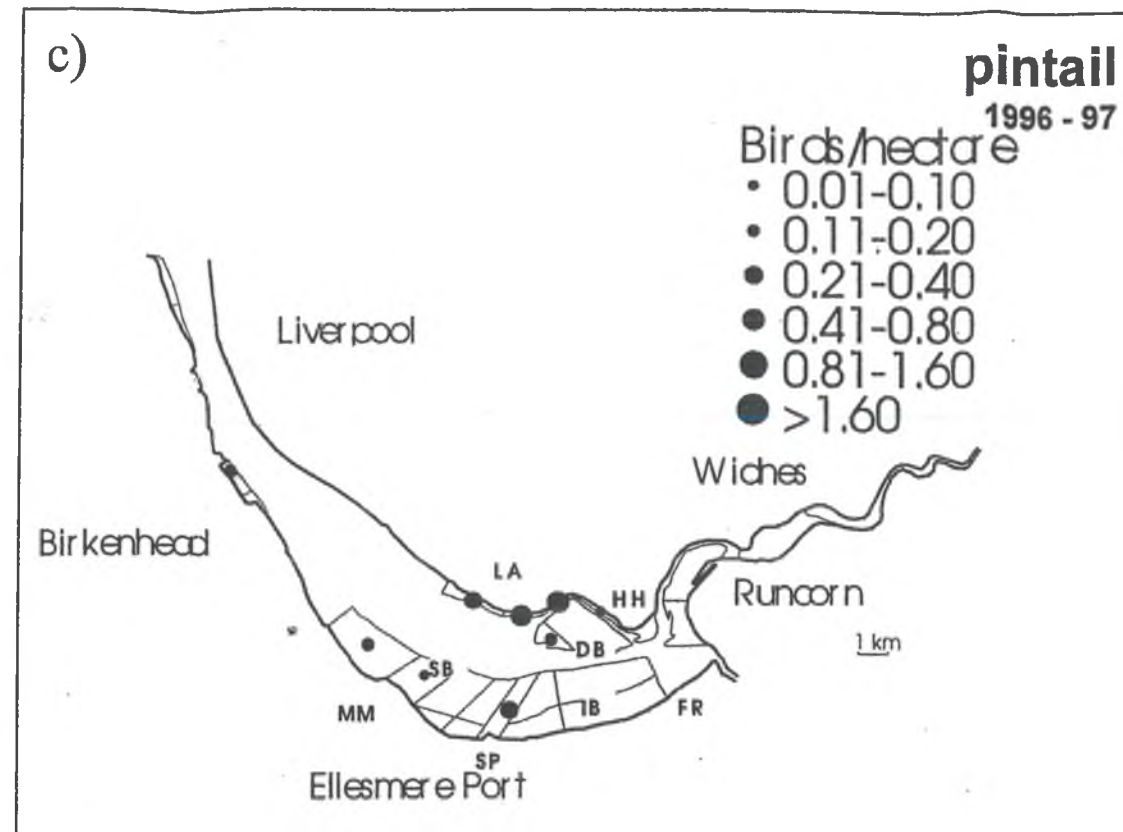 c)
pintail
1996 - 97
Birds/hectare
0.01-0.10
0.11-0.20
0.21-0.40
0.41-0.80
0.81-1.60
>1.60
Liverpool
Widnes
Birkenhead
LA
HH
Runcorn
DB
1 km
SB
MM
IB
FR
SP
Ellesmere Port